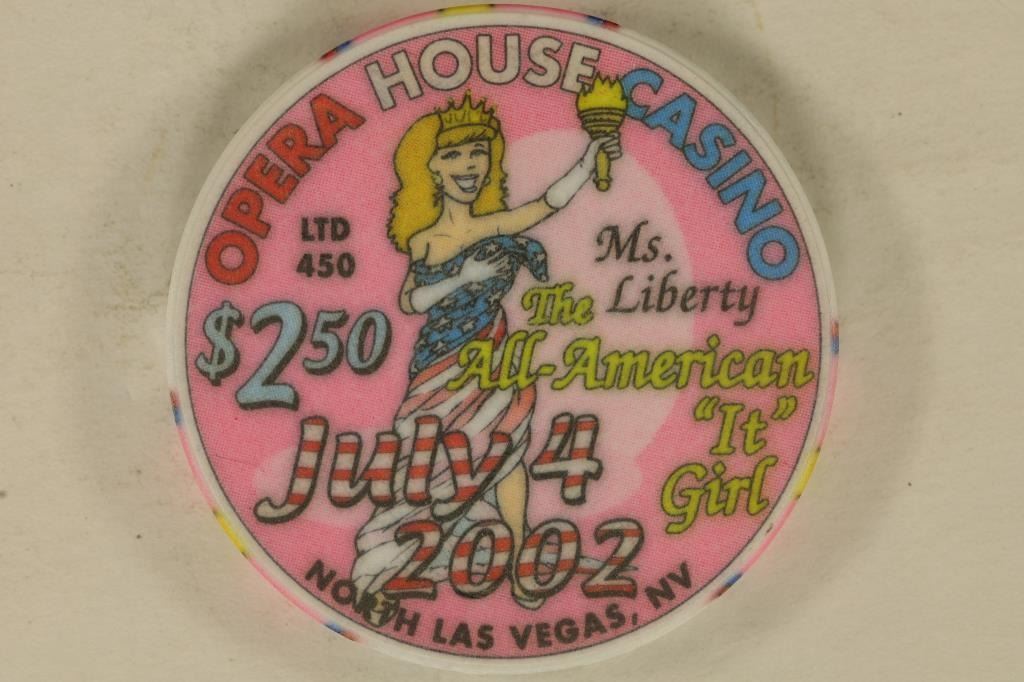 OPERA HOUSE CASINO
LTD
450
$2.50
Ms.
Liberty
The
All-American
"It"
Girl
July 4
2002
NORTH LAS VEGAS, NV